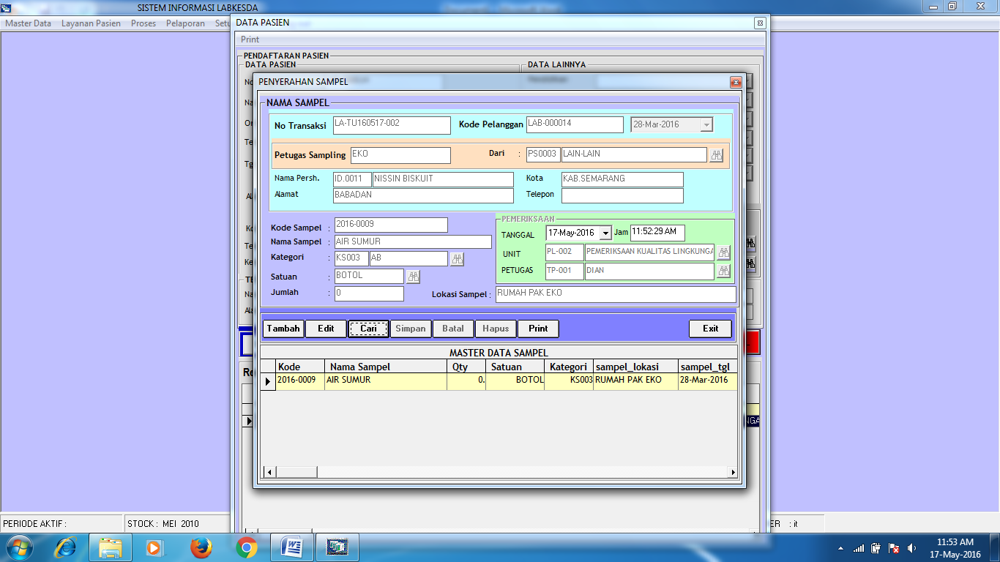 SISTEM INFORMASI LABKESDA
Master Data Layanan Pasien Proses Pelaporan
DATA PASIEN
Print
PENDAFTARAN PASIEN
DATA PASIEN DATA LAINNYA
PENYERAHAN SAMPEL
NAMA SAMPEL
No Transaksi LA-TU160517-002 Kode Pelanggan LAB-000014 28-Mar-2016
Petugas Sampling EKO Dari : PS0003 LAIN-LAIN
Nama Persh. ID.0011 NISSIN BISKUIT Kota KAB.SEMARANG
Alamat BABADAN Telepon
Kode Sampel : 2016-0009
Nama Sampel : AIR SUMUR
Kategori : KS003 AB
Satuan : BOTOL
Jumlah : 0
PEMERIKSAAN
TANGGAL 17-May-2016 Jam 11:52:29 AM
UNIT PL-002 PEMERIKSAAN KUALITAS LINGKUNGA
PETUGAS TP-001 DIAN
Lokasi Sampel : RUMAH PAK EKO
Tambah Edit Cari Simpan Batal Hapus Print Exit
MASTER DATA SAMPEL
Kode Nama Sampel Qty Satuan Kategori sampel_lokasi sampel_tgl
2016-0009 AIR SUMUR 0. BOTOL KS003 RUMAH PAK EKO 28-Mar-2016
PERIODE AKTIF : STOCK : MEI 2010 ER : it
11:53 AM
17-May-2016